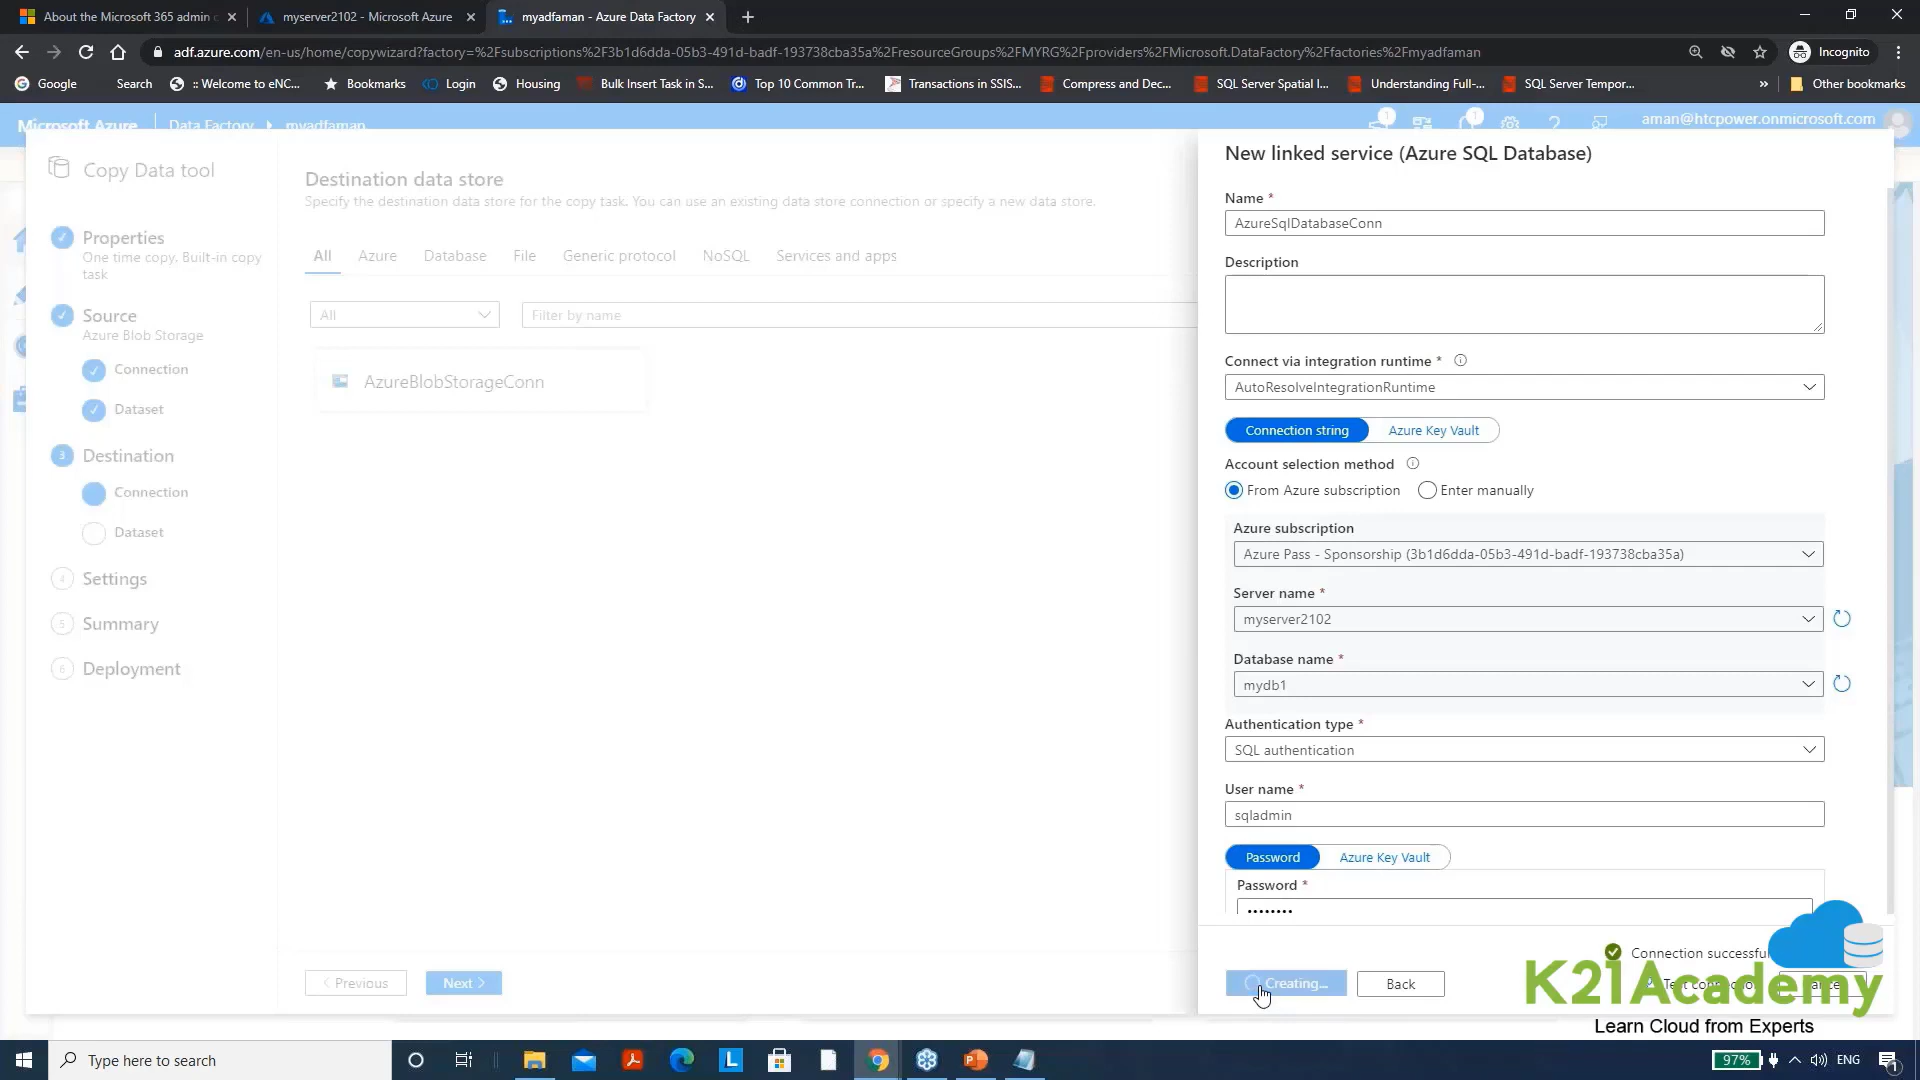 About the Microsoft 365 admin c
myserver2102 - Microsoft Azure
myadfaman - Azure Data Factory
adf.azure.com/en-us/home/copywizard?factory=%2Fsubscriptions%2F3b1d6dda-05b3-491d-badf-193738cba35a%2FresourceGroups%2FMYRG%2Fproviders%2FMicrosoft.DataFactory%2Ffactories%2Fmyadfaman
Incognito
Google
Search
:: Welcome to eNC...
Bookmarks
Login
Housing
Bulk Insert Task in S...
Top 10 Common Tr...
Transactions in SSIS...
Compress and Dec...
SQL Server Spatial I...
Understanding Full-...
SQL Server Tempor...
»
Other bookmarks
Microsoft Azure
Data Factory
myadfaman
1
1
aman@htcpower.onmicrosoft.com
Copy Data tool
Properties
One time copy. Built-in copy
task
Source
Azure Blob Storage
Connection
Dataset
3 Destination
Connection
Dataset
4 Settings
5 Summary
6 Deployment
Destination data store
Specify the destination data store for the copy task. You can use an existing data store connection or specify a new data store.
All Azure Database File Generic protocol NoSQL Services and apps
All
Filter by name
AzureBlobStorageConn
< Previous
Next >
New linked service (Azure SQL Database)
Name *
AzureSqlDatabaseConn
Description
Connect via integration runtime *
AutoResolveIntegrationRuntime
Connection string
Azure Key Vault
Account selection method
From Azure subscription
Enter manually
Azure subscription
Azure Pass - Sponsorship (3b1d6dda-05b3-491d-badf-193738cba35a)
Server name *
myserver2102
Database name *
mydb1
Authentication type *
SQL authentication
User name *
sqladmin
Password
Azure Key Vault
Password *
••••••••
Connection successfu
Creating...
Back
Test
K21Academy
Learn Cloud from Experts
Type here to search
97%
ENG
1